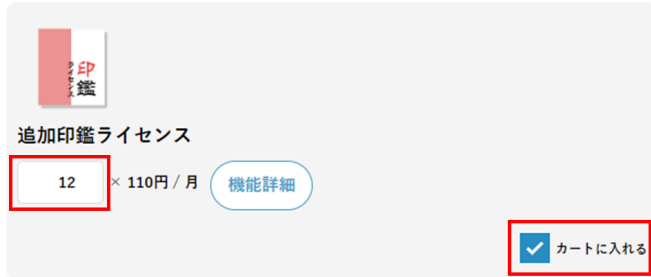 印鑑
ライセンス
追加印鑑ライセンス
12 × 110円 / 月 機能詳細
カートに入れる